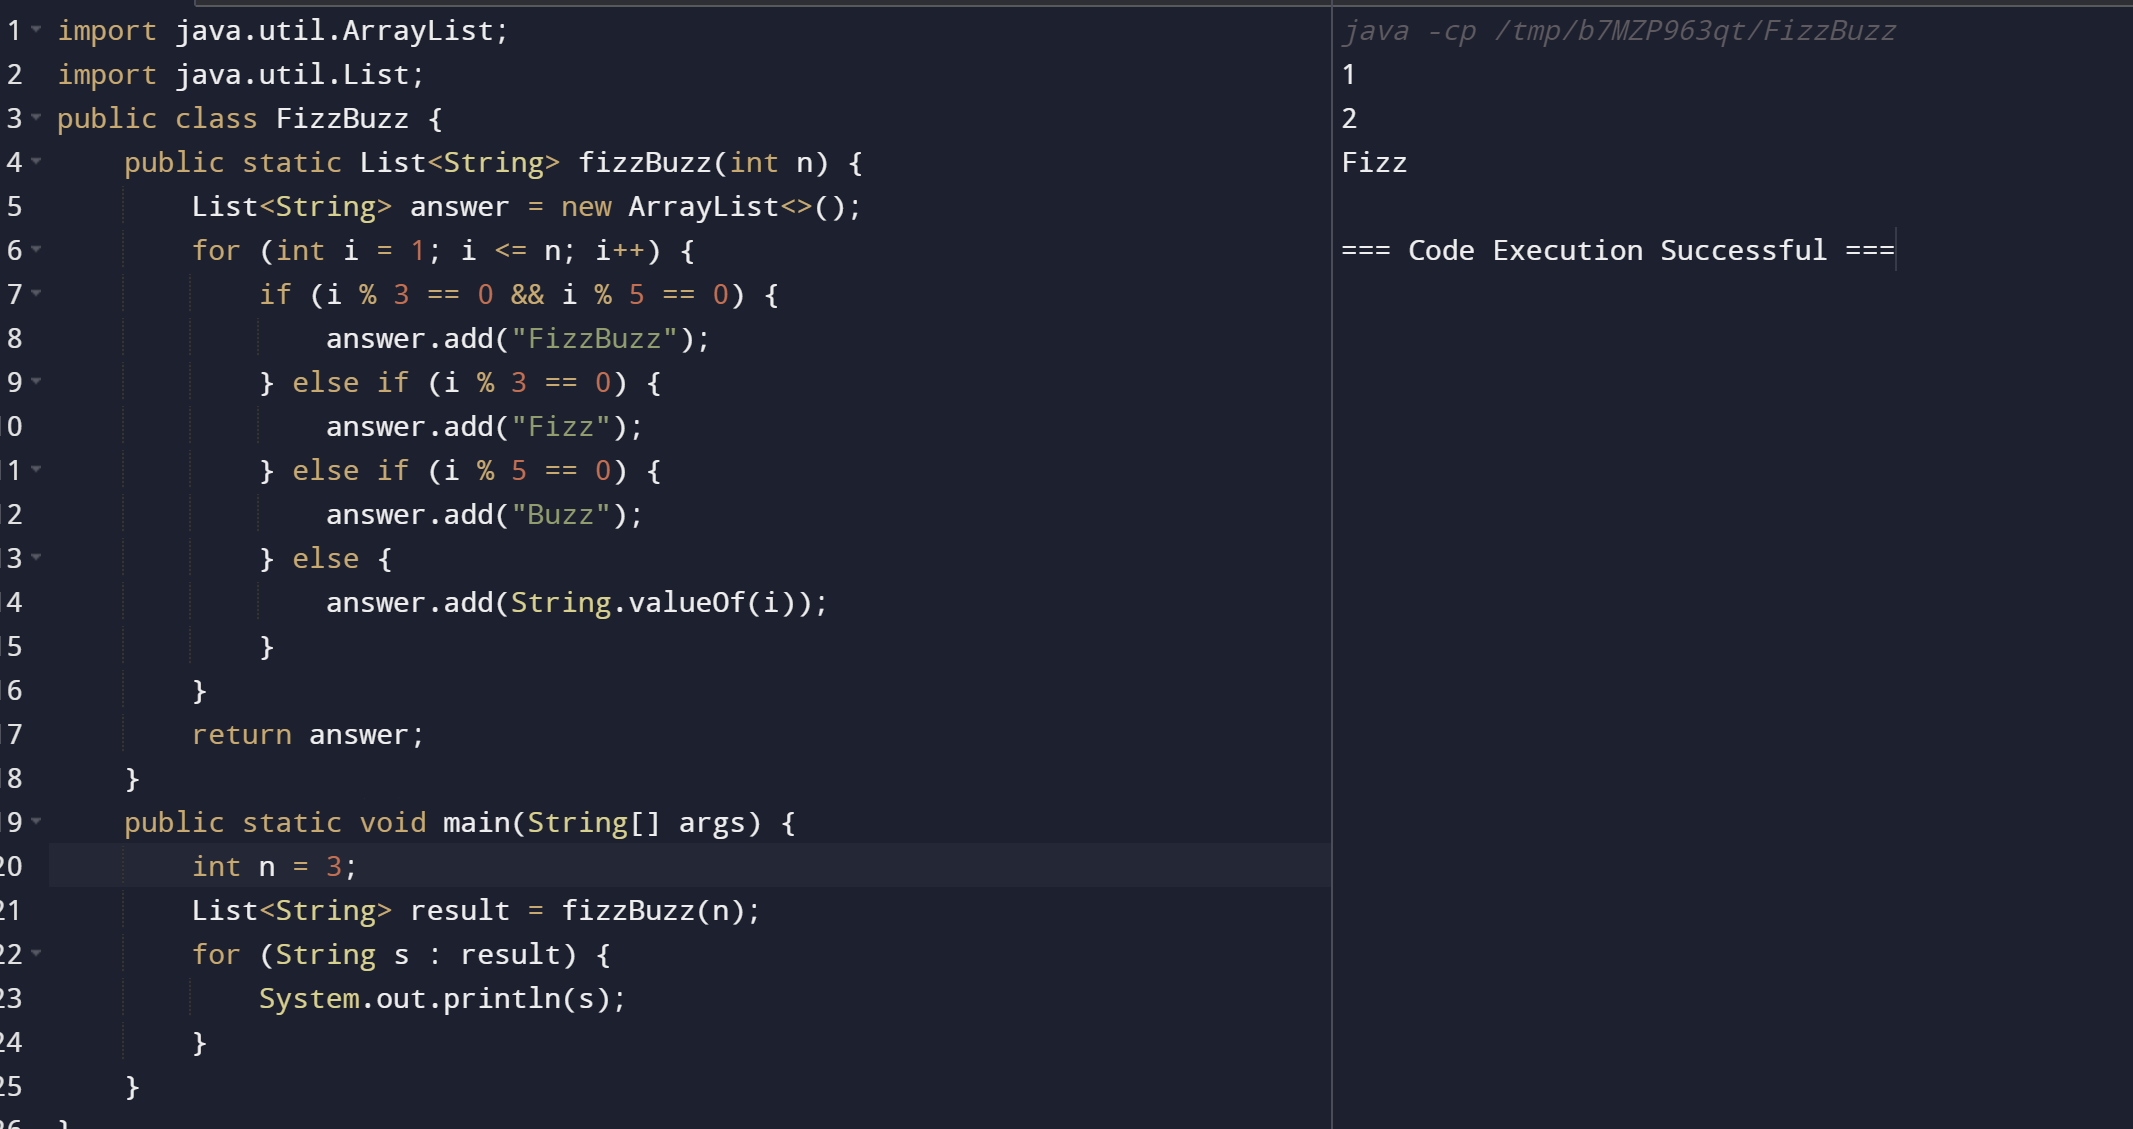 1 import java.util.ArrayList;
2 import java.util.List;
3 public class FizzBuzz {
4     public static List<String> fizzBuzz(int n) {
5         List<String> answer = new ArrayList<>();
6         for (int i = 1; i <= n; i++) {
7             if (i % 3 == 0 && i % 5 == 0) {
8                 answer.add("FizzBuzz");
9             } else if (i % 3 == 0) {
10                 answer.add("Fizz");
11             } else if (i % 5 == 0) {
12                 answer.add("Buzz");
13             } else {
14                 answer.add(String.valueOf(i));
15             }
16         }
17         return answer;
18     }
19     public static void main(String[] args) {
20         int n = 3;
21         List<String> result = fizzBuzz(n);
22         for (String s : result) {
23             System.out.println(s);
24         }
25     }
26 }
java -cp /tmp/b7MZP963qt/FizzBuzz
1
2
Fizz
=== Code Execution Successful ===